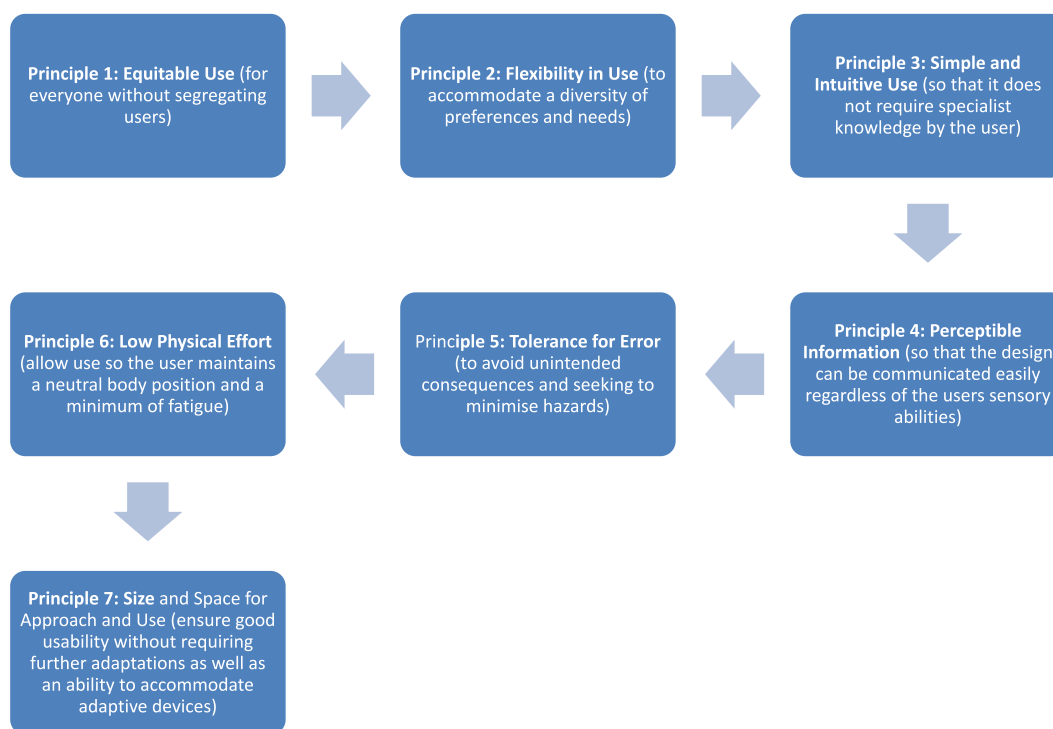 Principle 1: Equitable Use (for
everyone without segregating
users)
Principle 2: Flexibility in Use (to
accommodate a diversity of
preferences and needs)
Principle 3: Simple and
Intuitive Use (so that it does
not require specialist
knowledge by the user)
Principle 4: Perceptible
Information (so that the design
can be communicated easily
regardless of the users sensory
abilities)
Principle 5: Tolerance for Error
(to avoid unintended
consequences and seeking to
minimise hazards)
Principle 6: Low Physical Effort
(allow use so the user maintains
a neutral body position and a
minimum of fatigue)
Principle 7: Size and Space for
Approach and Use (ensure good
usability without requiring
further adaptations as well as
an ability to accommodate
adaptive devices)